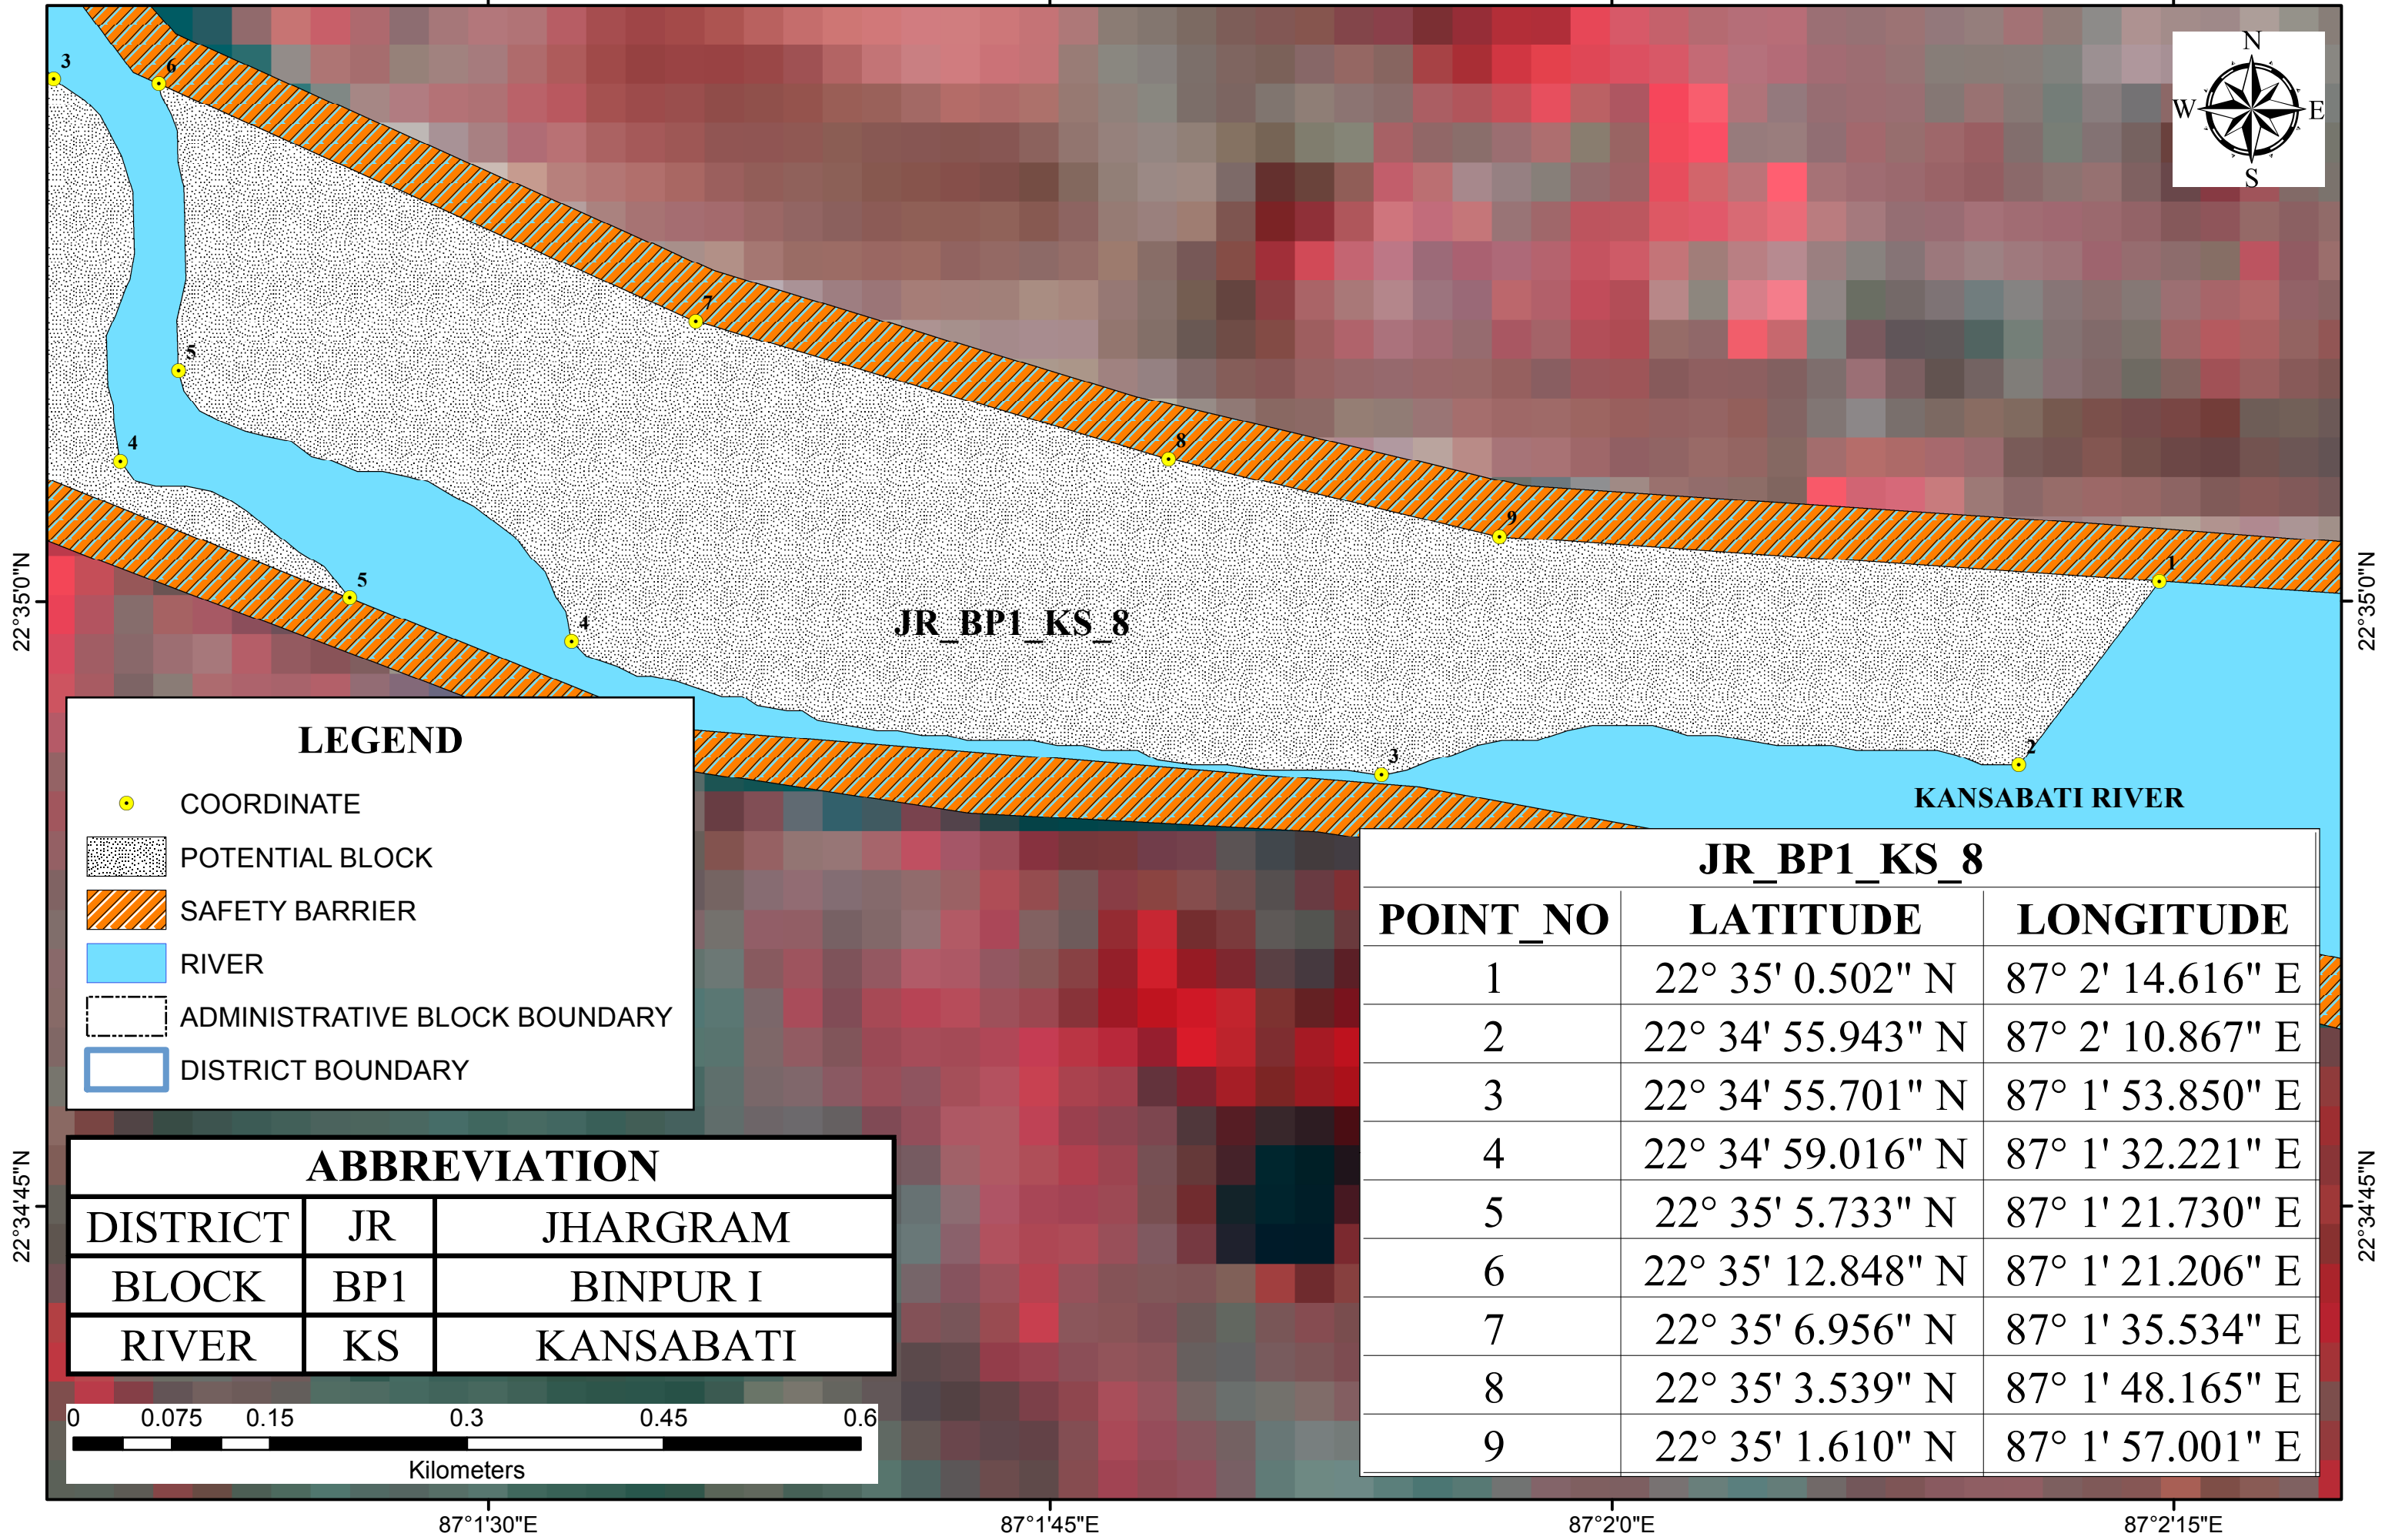 N
W E
S
3
6
7
5
8
4
9
5
1
4
JR_BP1_KS_8
3
2
KANSABATI RIVER
22°35'0"N
22°35'0"N
22°34'45"N
22°34'45"N
LEGEND
COORDINATE
POTENTIAL BLOCK
SAFETY BARRIER
RIVER
ADMINISTRATIVE BLOCK BOUNDARY
DISTRICT BOUNDARY
JR_BP1_KS_8
POINT_NO LATITUDE LONGITUDE
1 22° 35' 0.502" N 87° 2' 14.616" E
2 22° 34' 55.943" N 87° 2' 10.867" E
3 22° 34' 55.701" N 87° 1' 53.850" E
4 22° 34' 59.016" N 87° 1' 32.221" E
5 22° 35' 5.733" N 87° 1' 21.730" E
6 22° 35' 12.848" N 87° 1' 21.206" E
7 22° 35' 6.956" N 87° 1' 35.534" E
8 22° 35' 3.539" N 87° 1' 48.165" E
9 22° 35' 1.610" N 87° 1' 57.001" E
ABBREVIATION
DISTRICT JR JHARGRAM
BLOCK BP1 BINPUR I
RIVER KS KANSABATI
0 0.075 0.15 0.3 0.45 0.6
Kilometers
87°1'30"E 87°1'45"E 87°2'0"E 87°2'15"E